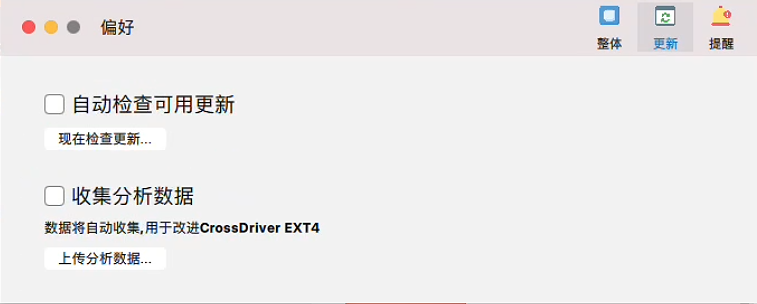 偏好
整体
更新
提醒
自动检查可用更新
现在检查更新...
收集分析数据
数据将自动收集,用于改进CrossDriver EXT4
上传分析数据...